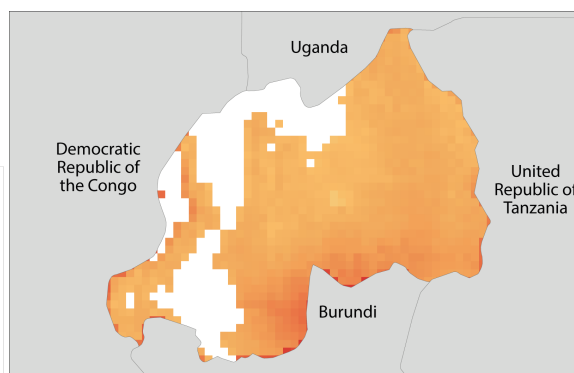 Uganda
Democratic
Republic of
the Congo
United
Republic of
Tanzania
Burundi